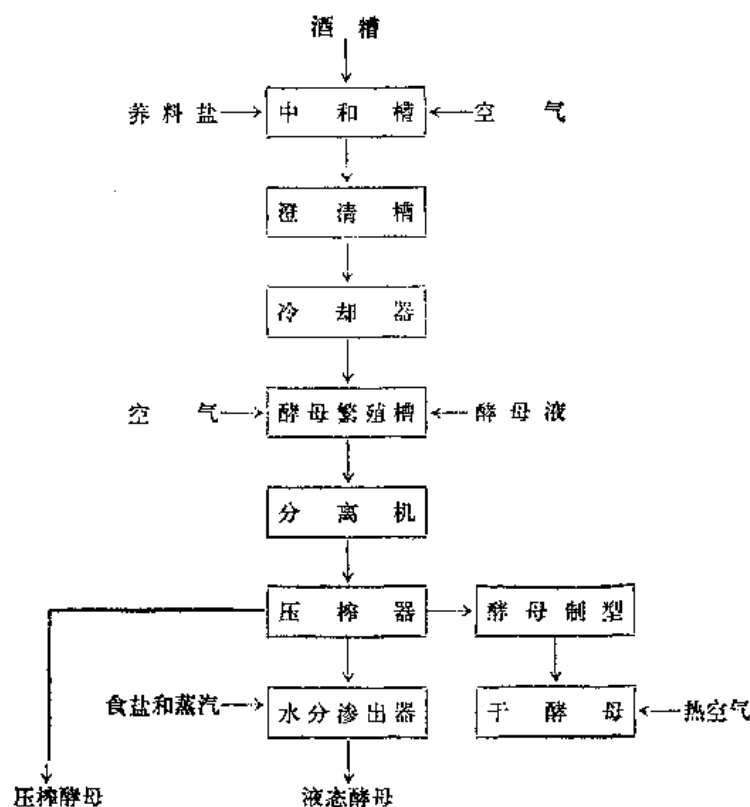 酒糟
养料盐 中和槽 空气
澄清槽
冷却器
空气 酵母繁殖槽 酵母液
分离机
压榨器 酵母制型
食盐和蒸汽 水分渗出器 干酵母 热空气
压榨酵母 液态酵母